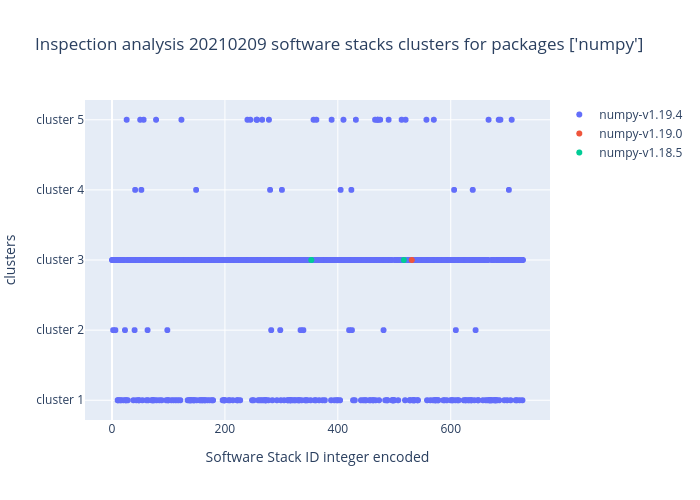 Inspection analysis 20210209 software stacks clusters for packages ['numpy']
numpy-v1.19.4
numpy-v1.19.0
numpy-v1.18.5
clusters
cluster 5
cluster 4
cluster 3
cluster 2
cluster 1
0 200 400 600
Software Stack ID integer encoded